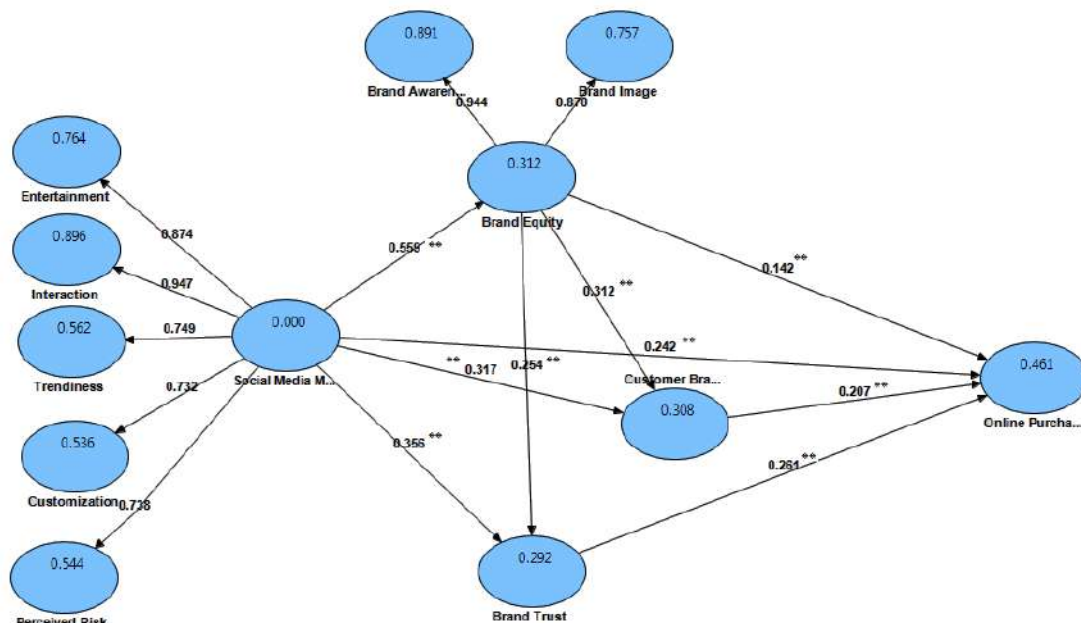 0.891
0.757
Brand Awaren...
Brand Image
0.944
0.870
0.764
Entertainment
0.312
Brand Equity
0.874
0.896
Interaction
0.947
0.558 **
0.142 **
0.312 **
0.562
Trendiness
0.749
0.000
Social Media M...
0.242 **
** 0.317
0.254 **
Customer Bra...
0.308
0.461
Online Purcha...
0.207 **
0.732
0.536
Customization
0.356 **
0.261 **
0.738
0.544
Perceived Risk
0.292
Brand Trust